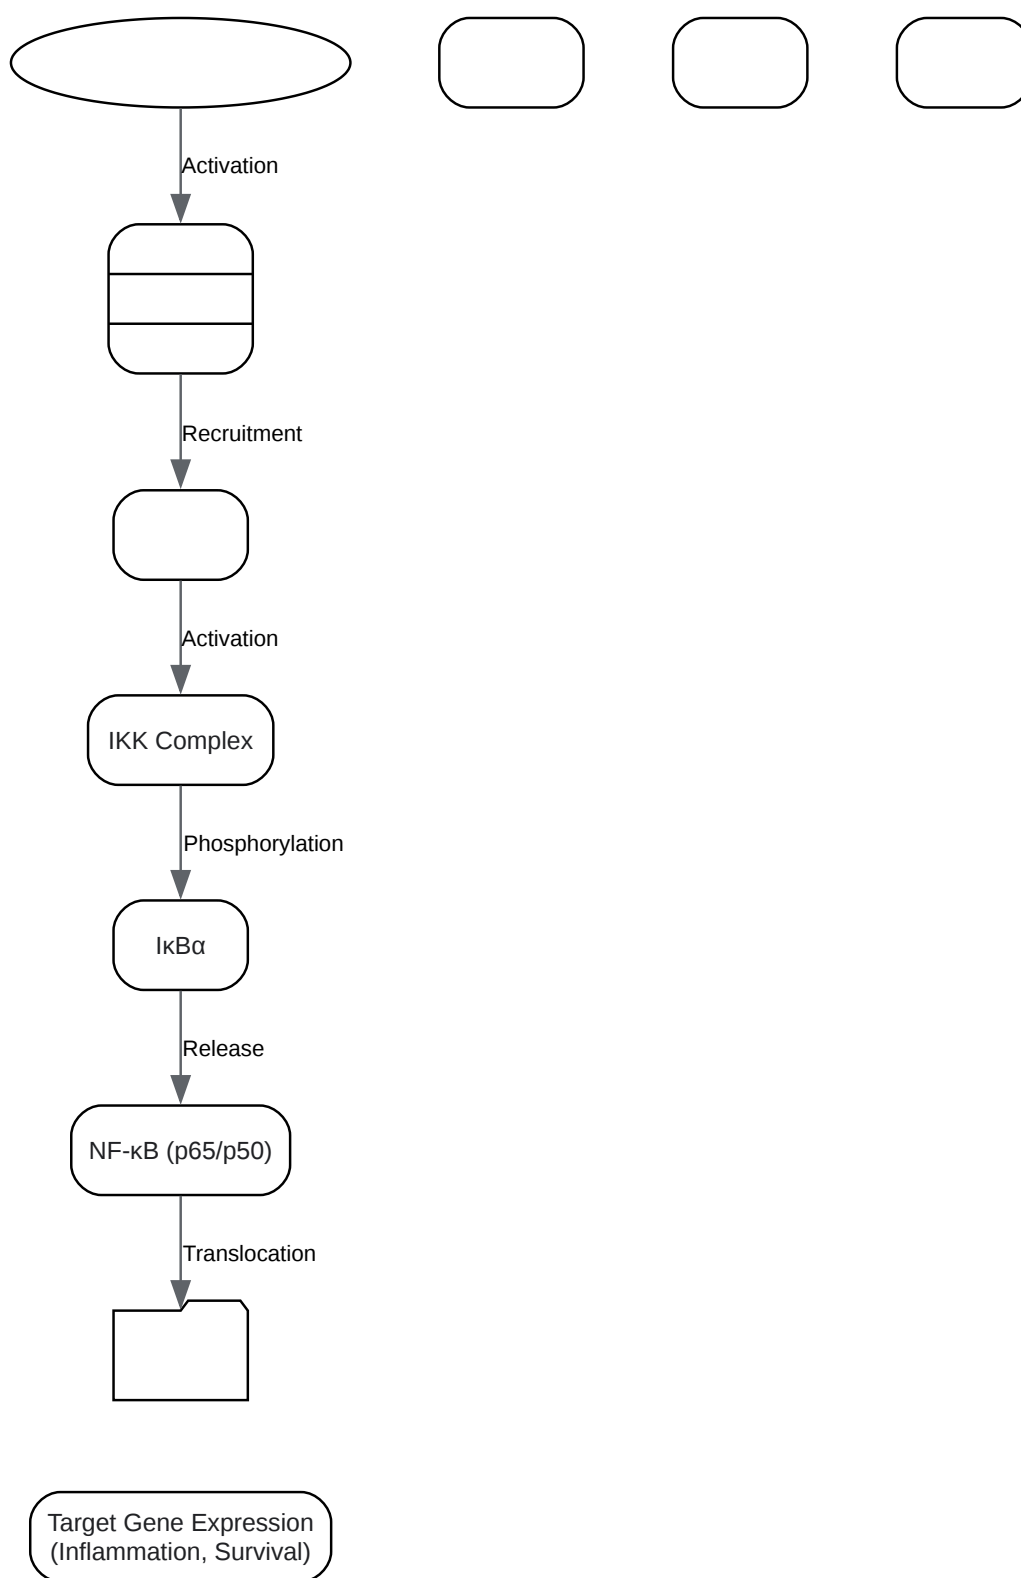 Activation
Recruitment
Activation
IKK Complex
Phosphorylation
IκBα
Release
NF-κB (p65/p50)
Translocation
Target Gene Expression
(Inflammation, Survival)